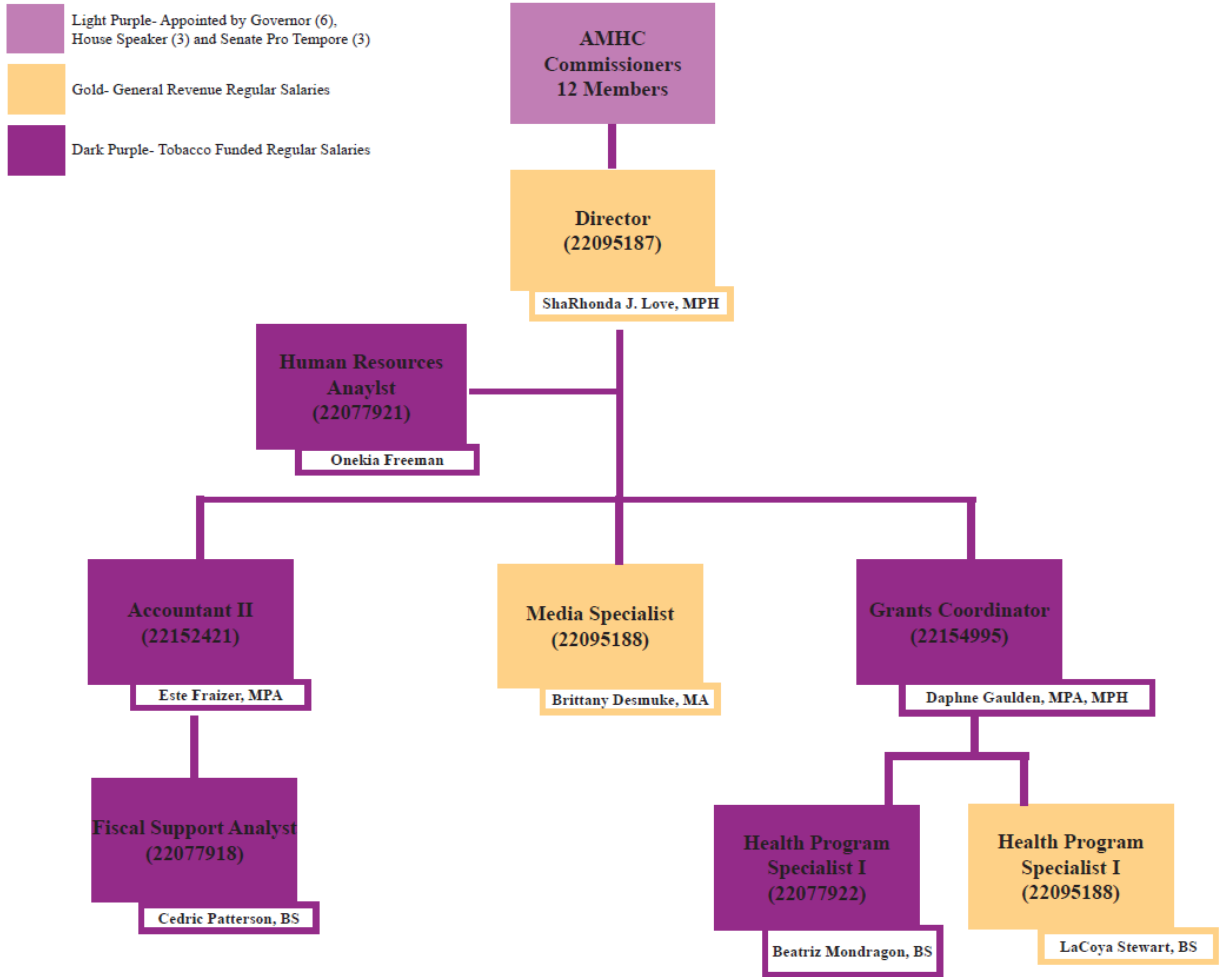 Light Purple- Appointed by Governor (6),
House Speaker (3) and Senate Pro Tempore (3)
Gold- General Revenue Regular Salaries
Dark Purple- Tobacco Funded Regular Salaries
AMHC
Commissioners
12 Members
Director
(22095187)
ShaRhonda J. Love, MPH
Human Resources
Anaylst
(22077921)
Onekia Freeman
Accountant II
(22152421)
Este Fraizer, MPA
Media Specialist
(22095188)
Brittany Desmuke, MA
Grants Coordinator
(22154995)
Daphne Gaulden, MPA, MPH
Fiscal Support Analyst
(22077918)
Cedric Patterson, BS
Health Program
Specialist I
(22077922)
Beatriz Mondragon, BS
Health Program
Specialist I
(22095188)
LaCoya Stewart, BS